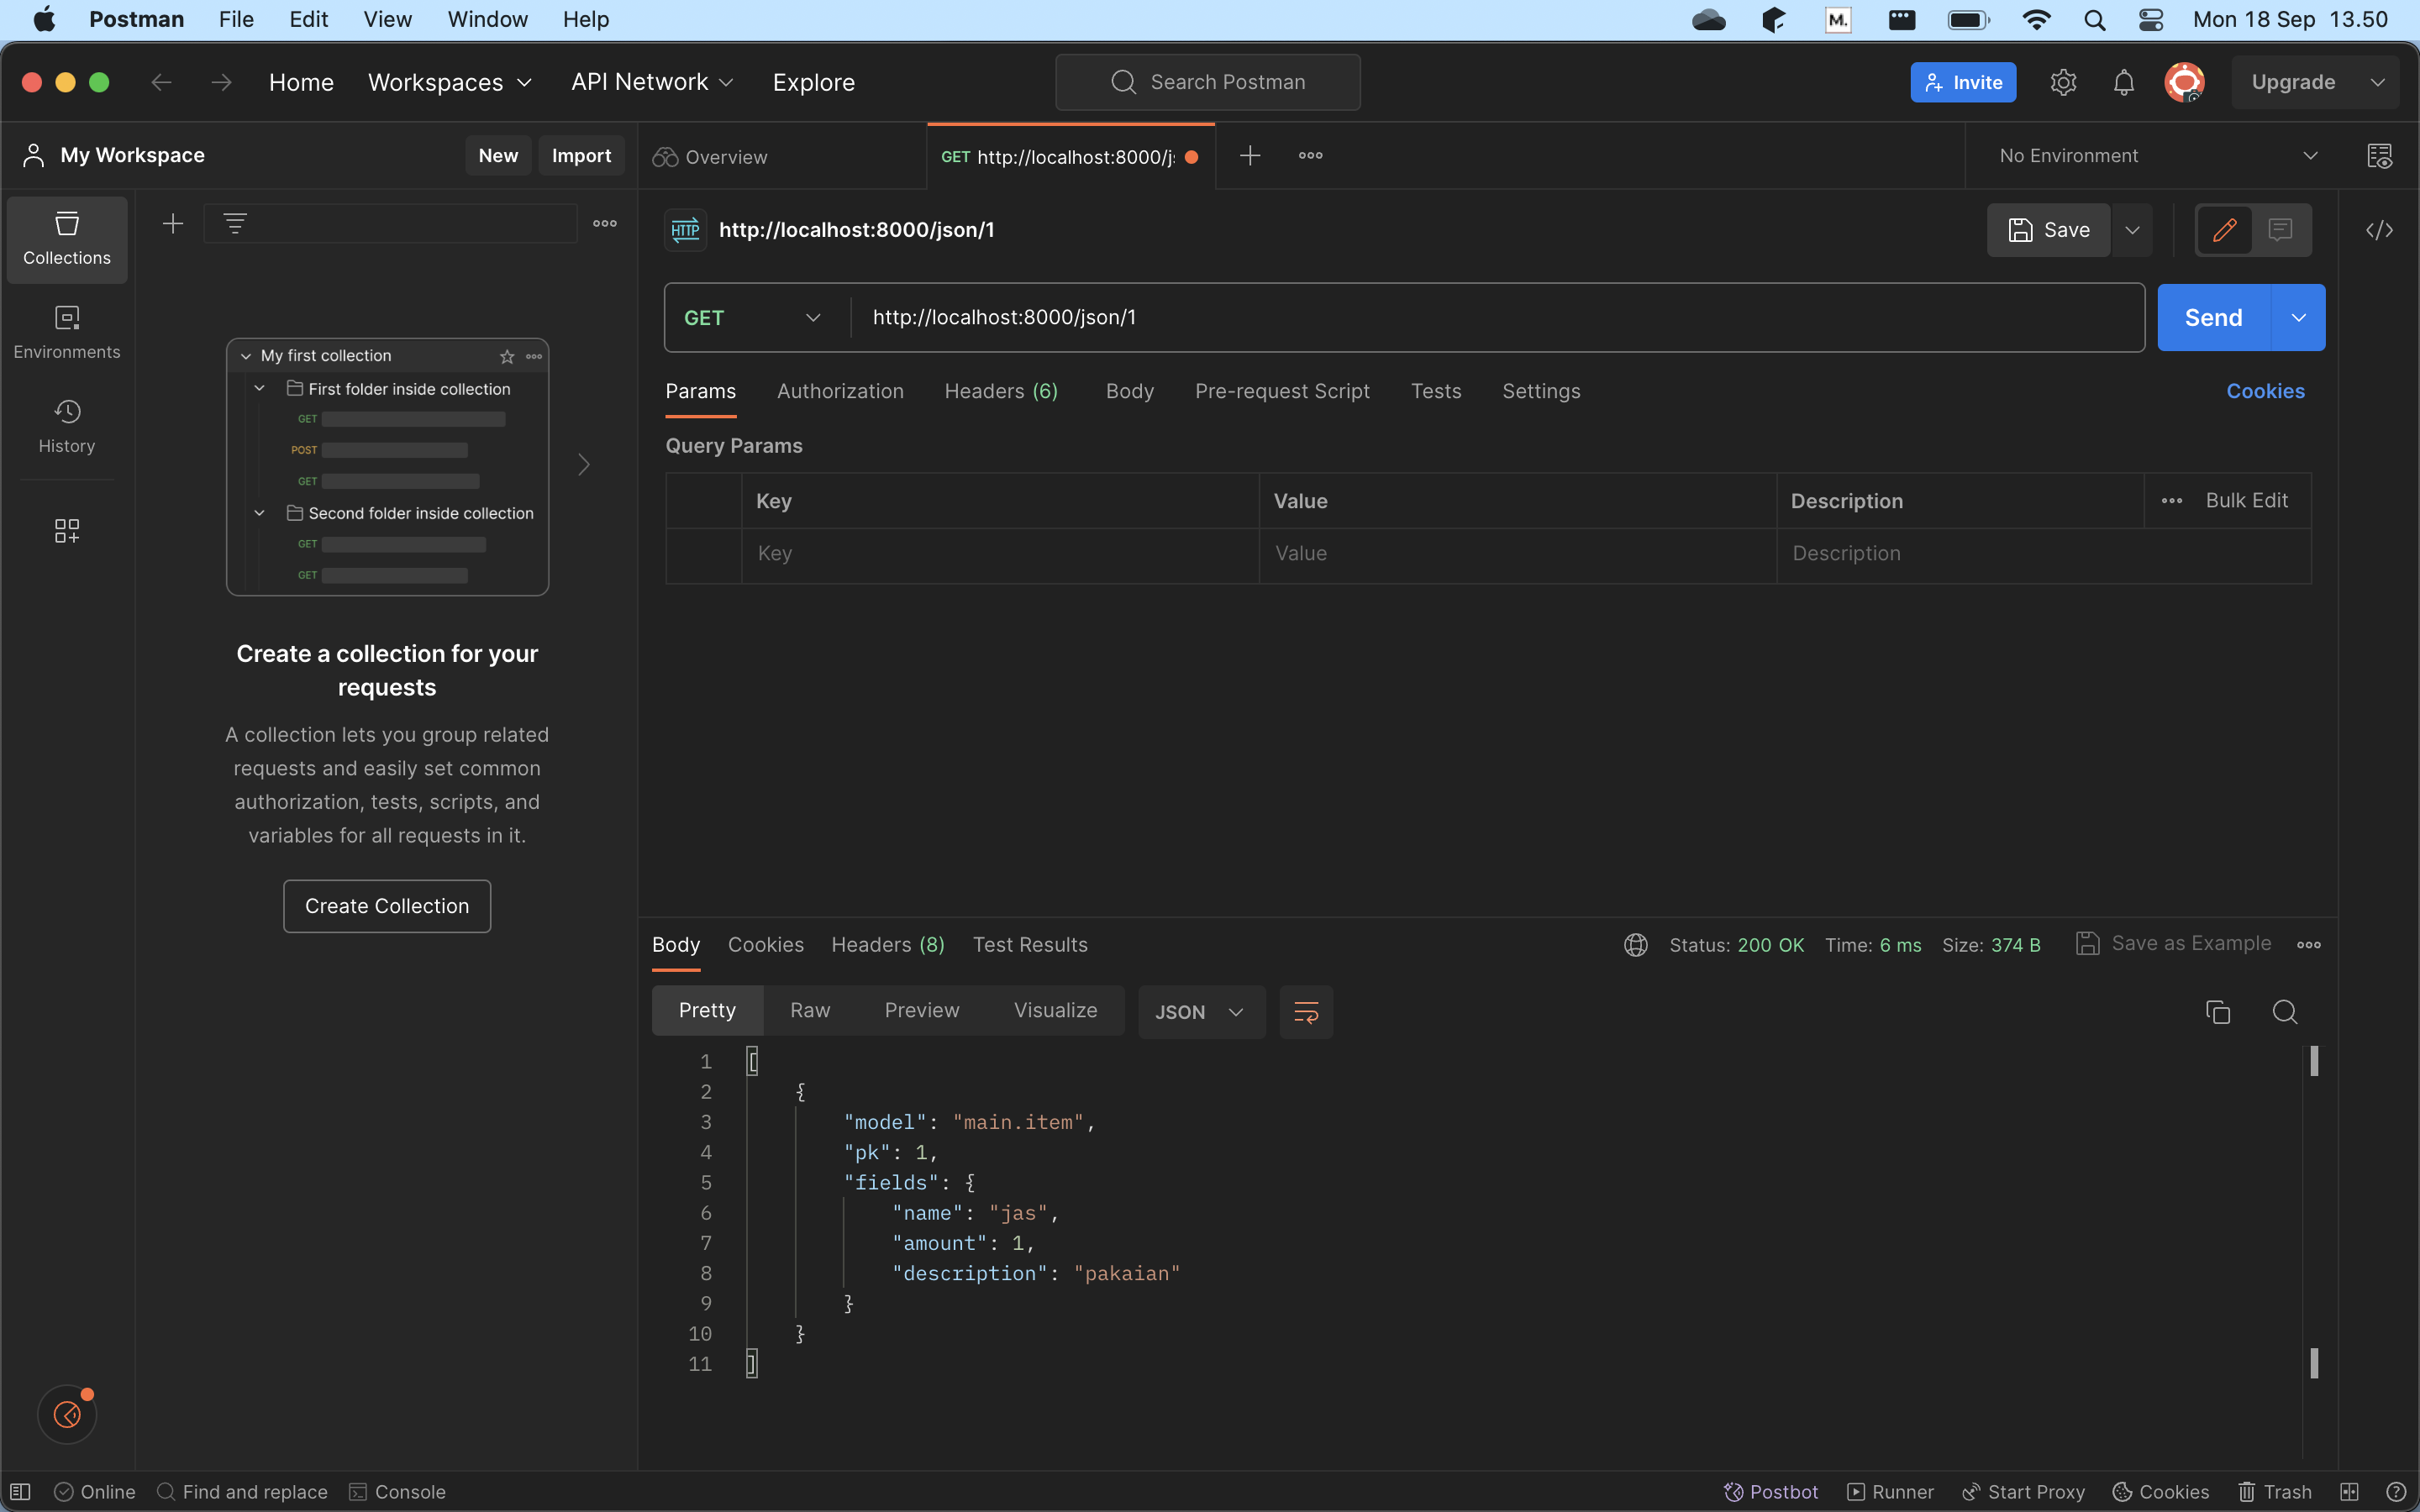 Postman File Edit View Window Help
M.
Mon 18 Sep 13.50
Home Workspaces API Network Explore
Search Postman
Invite
Upgrade
My Workspace
New Import
Overview
GET http://localhost:8000/j
No Environment
Collections
Environments
History
My first collection
First folder inside collection
GET
POST
GET
Second folder inside collection
GET
GET
Create a collection for your
requests
A collection lets you group related
requests and easily set common
authorization, tests, scripts, and
variables for all requests in it.
Create Collection
HTTP http://localhost:8000/json/1
Save
GET http://localhost:8000/json/1
Send
Params Authorization Headers (6) Body Pre-request Script Tests Settings Cookies
Query Params
Key Value Description Bulk Edit
Key Value Description
Body Cookies Headers (8) Test Results
Status: 200 OK Time: 6 ms Size: 374 B Save as Example
Pretty Raw Preview Visualize JSON
1 [
2 {
3 "model": "main.item",
4 "pk": 1,
5 "fields": {
6 "name": "jas",
7 "amount": 1,
8 "description": "pakaian"
9 }
10 }
11 ]
Online Find and replace Console
Postbot Runner Start Proxy Cookies Trash